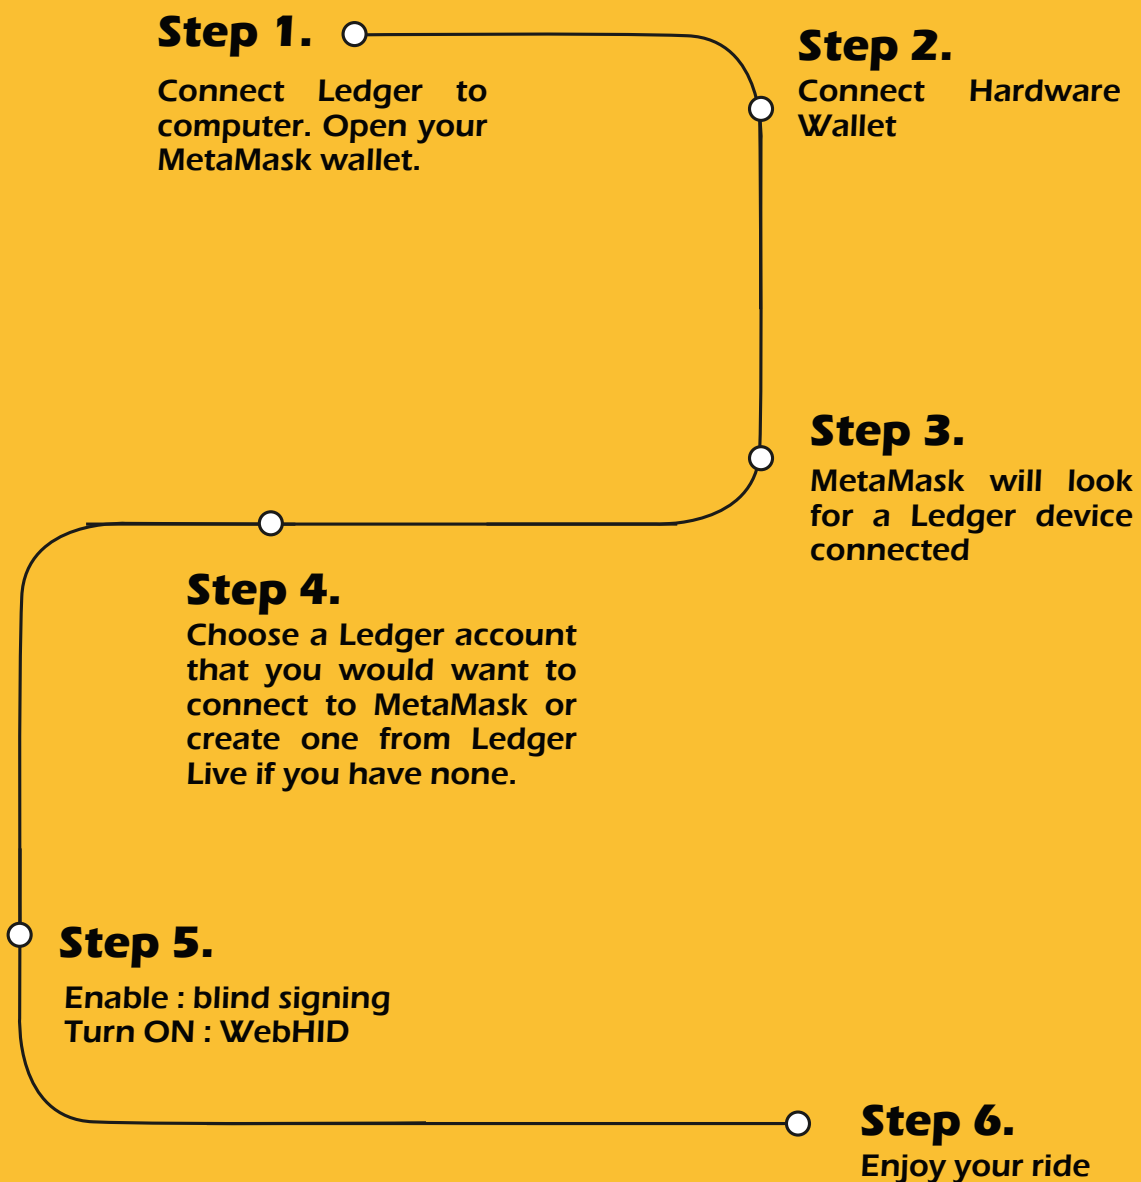 Step 1.
Connect Ledger to
computer. Open your
MetaMask wallet.
Step 2.
Connect Hardware
Wallet
Step 3.
MetaMask will look
for a Ledger device
connected
Step 4.
Choose a Ledger account
that you would want to
connect to MetaMask or
create one from Ledger
Live if you have none.
Step 5.
Enable : blind signing
Turn ON : WebHID
Step 6.
Enjoy your ride